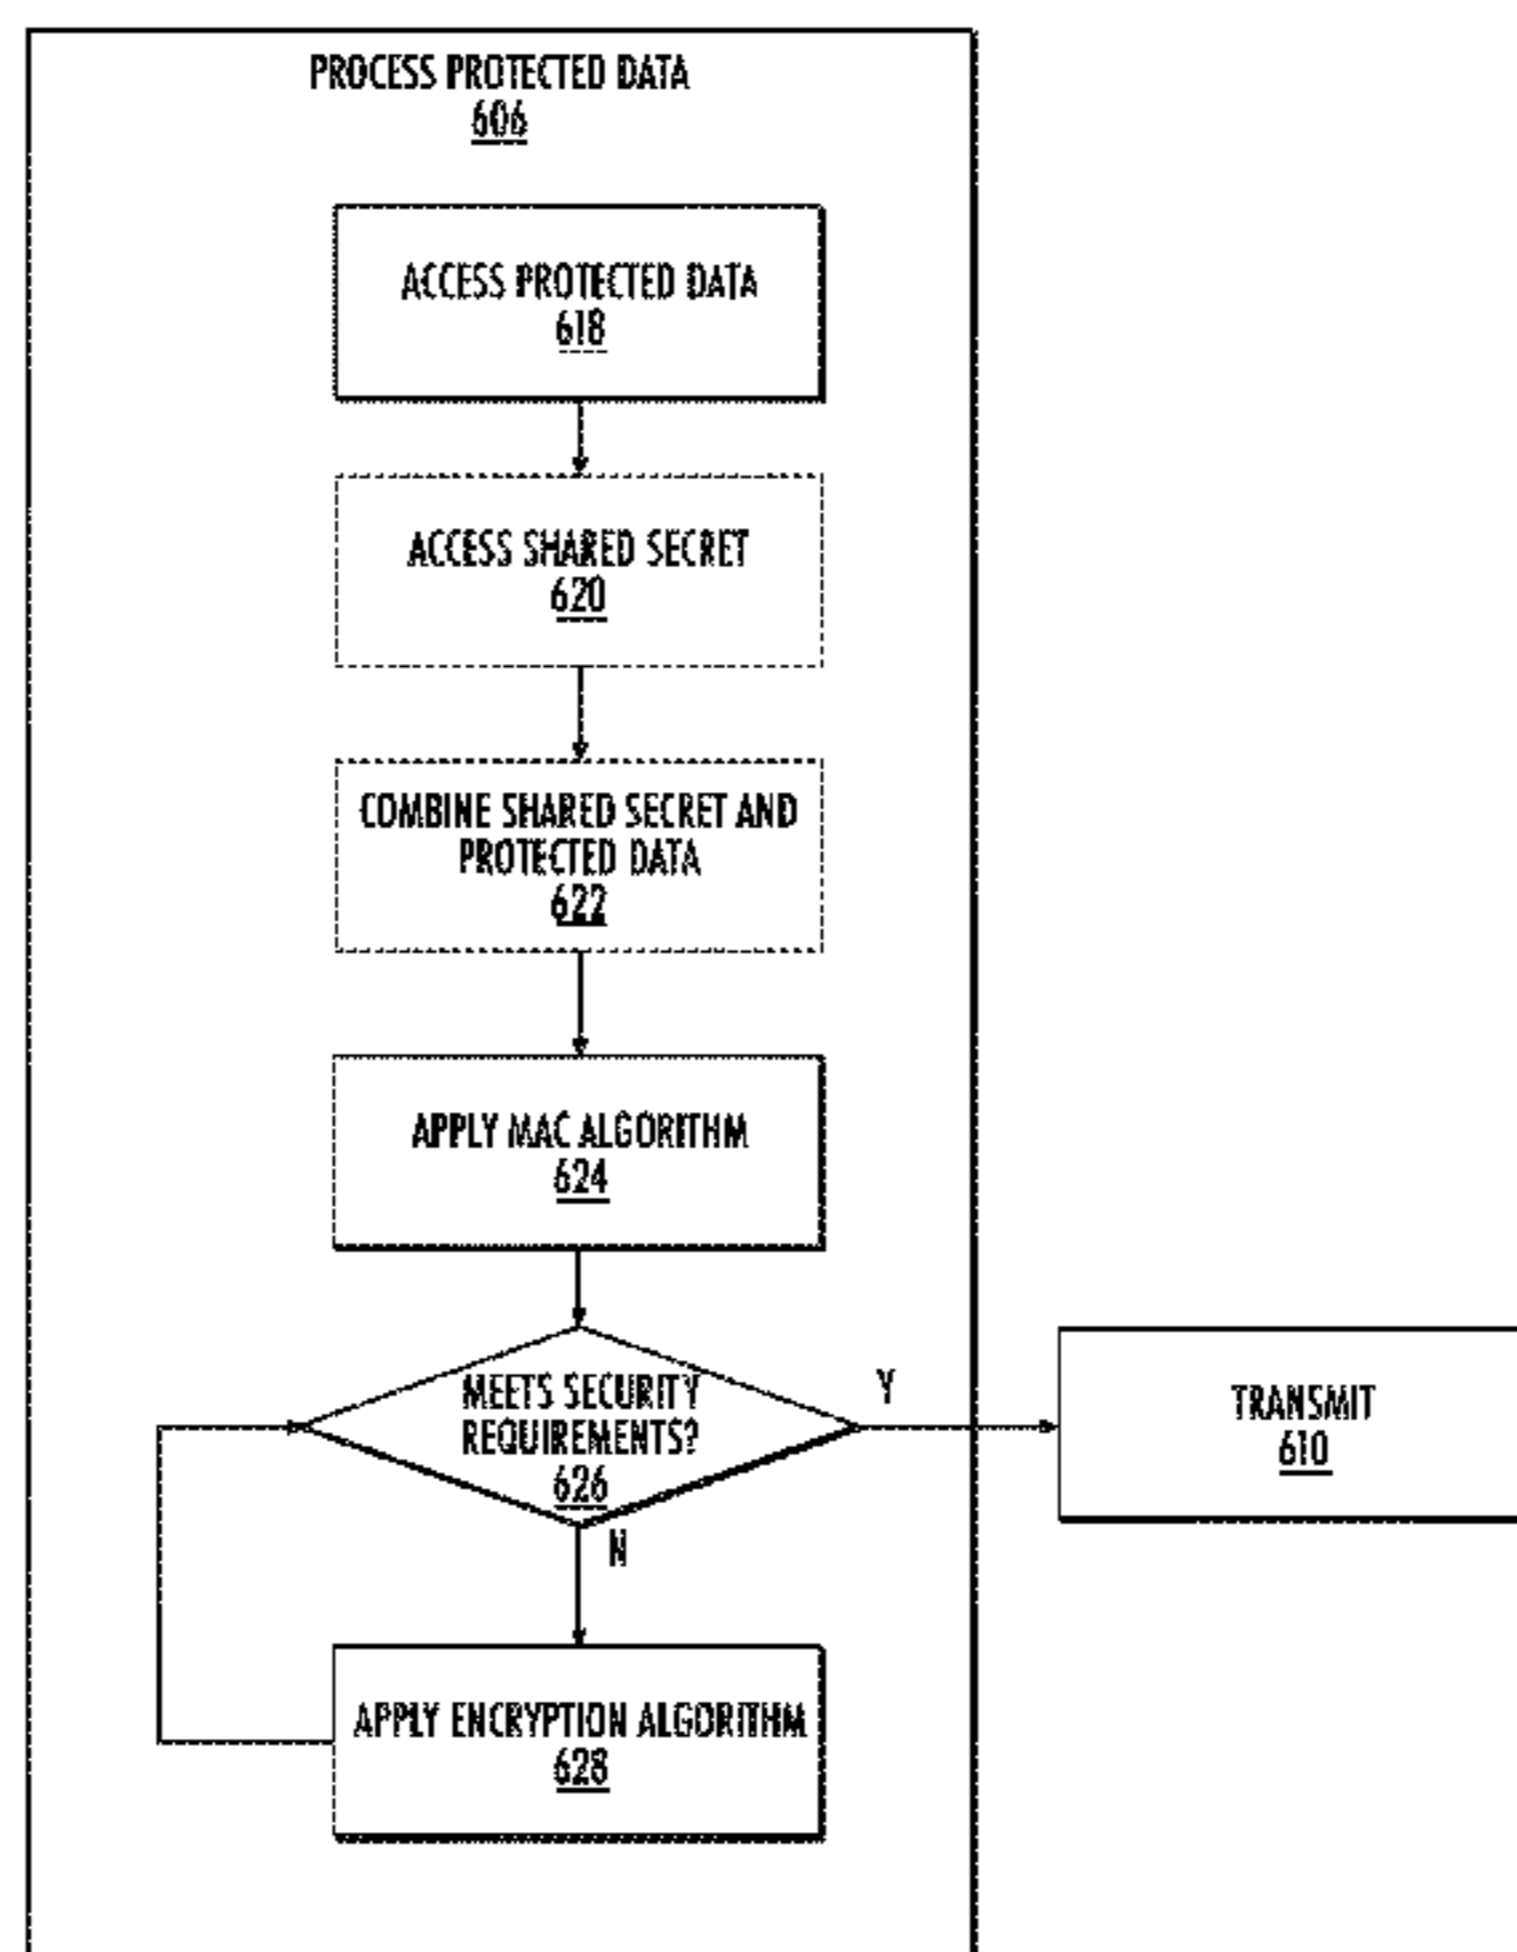 PROCESS PROTECTED DATA
606
ACCESS PROTECTED DATA
618
ACCESS SHARED SECRET
620
COMBINE SHARED SECRET AND
PROTECTED DATA
622
APPLY MAC ALGORITHM
624
MEETS SECURITY
REQUIREMENTS?
626
Y
TRANSMIT
610
N
APPLY ENCRYPTION ALGORITHM
628